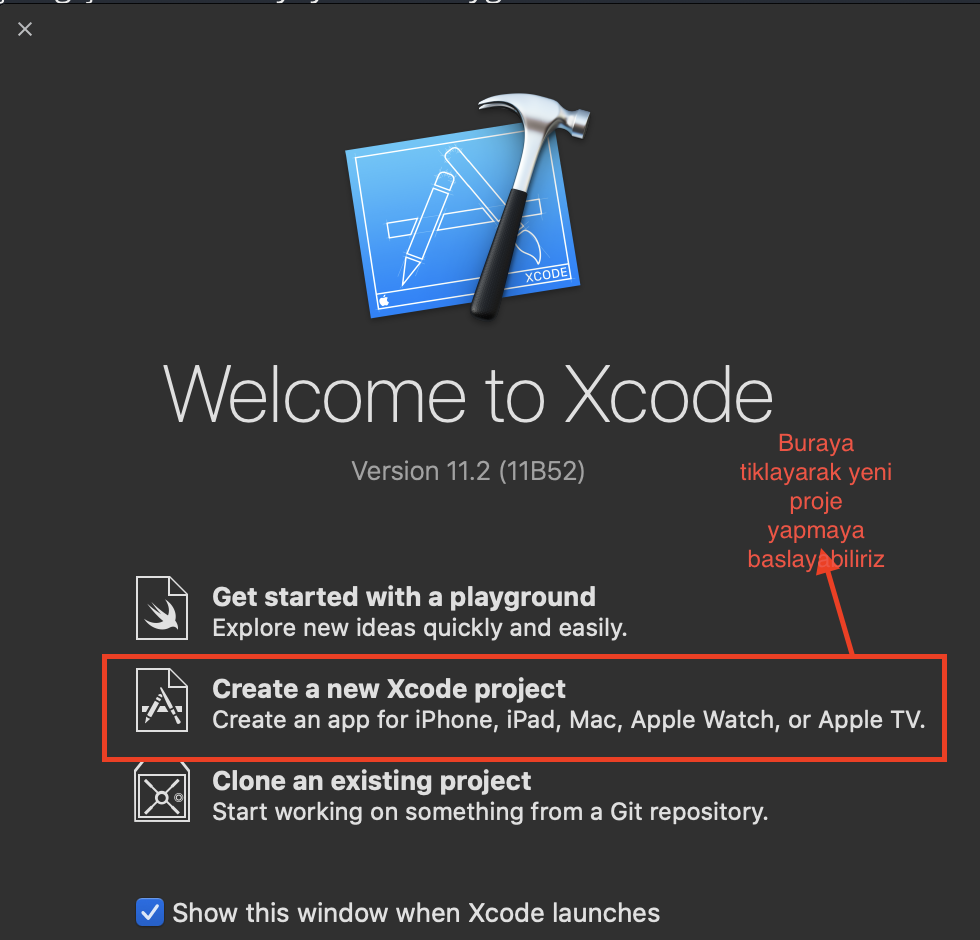 XCODE
Welcome to Xcode
Version 11.2 (11B52)
Buraya
tiklayarak yeni
proje
yapmaya
baslayabiliriz
Get started with a playground
Explore new ideas quickly and easily.
Create a new Xcode project
Create an app for iPhone, iPad, Mac, Apple Watch, or Apple TV.
Clone an existing project
Start working on something from a Git repository.
Show this window when Xcode launches